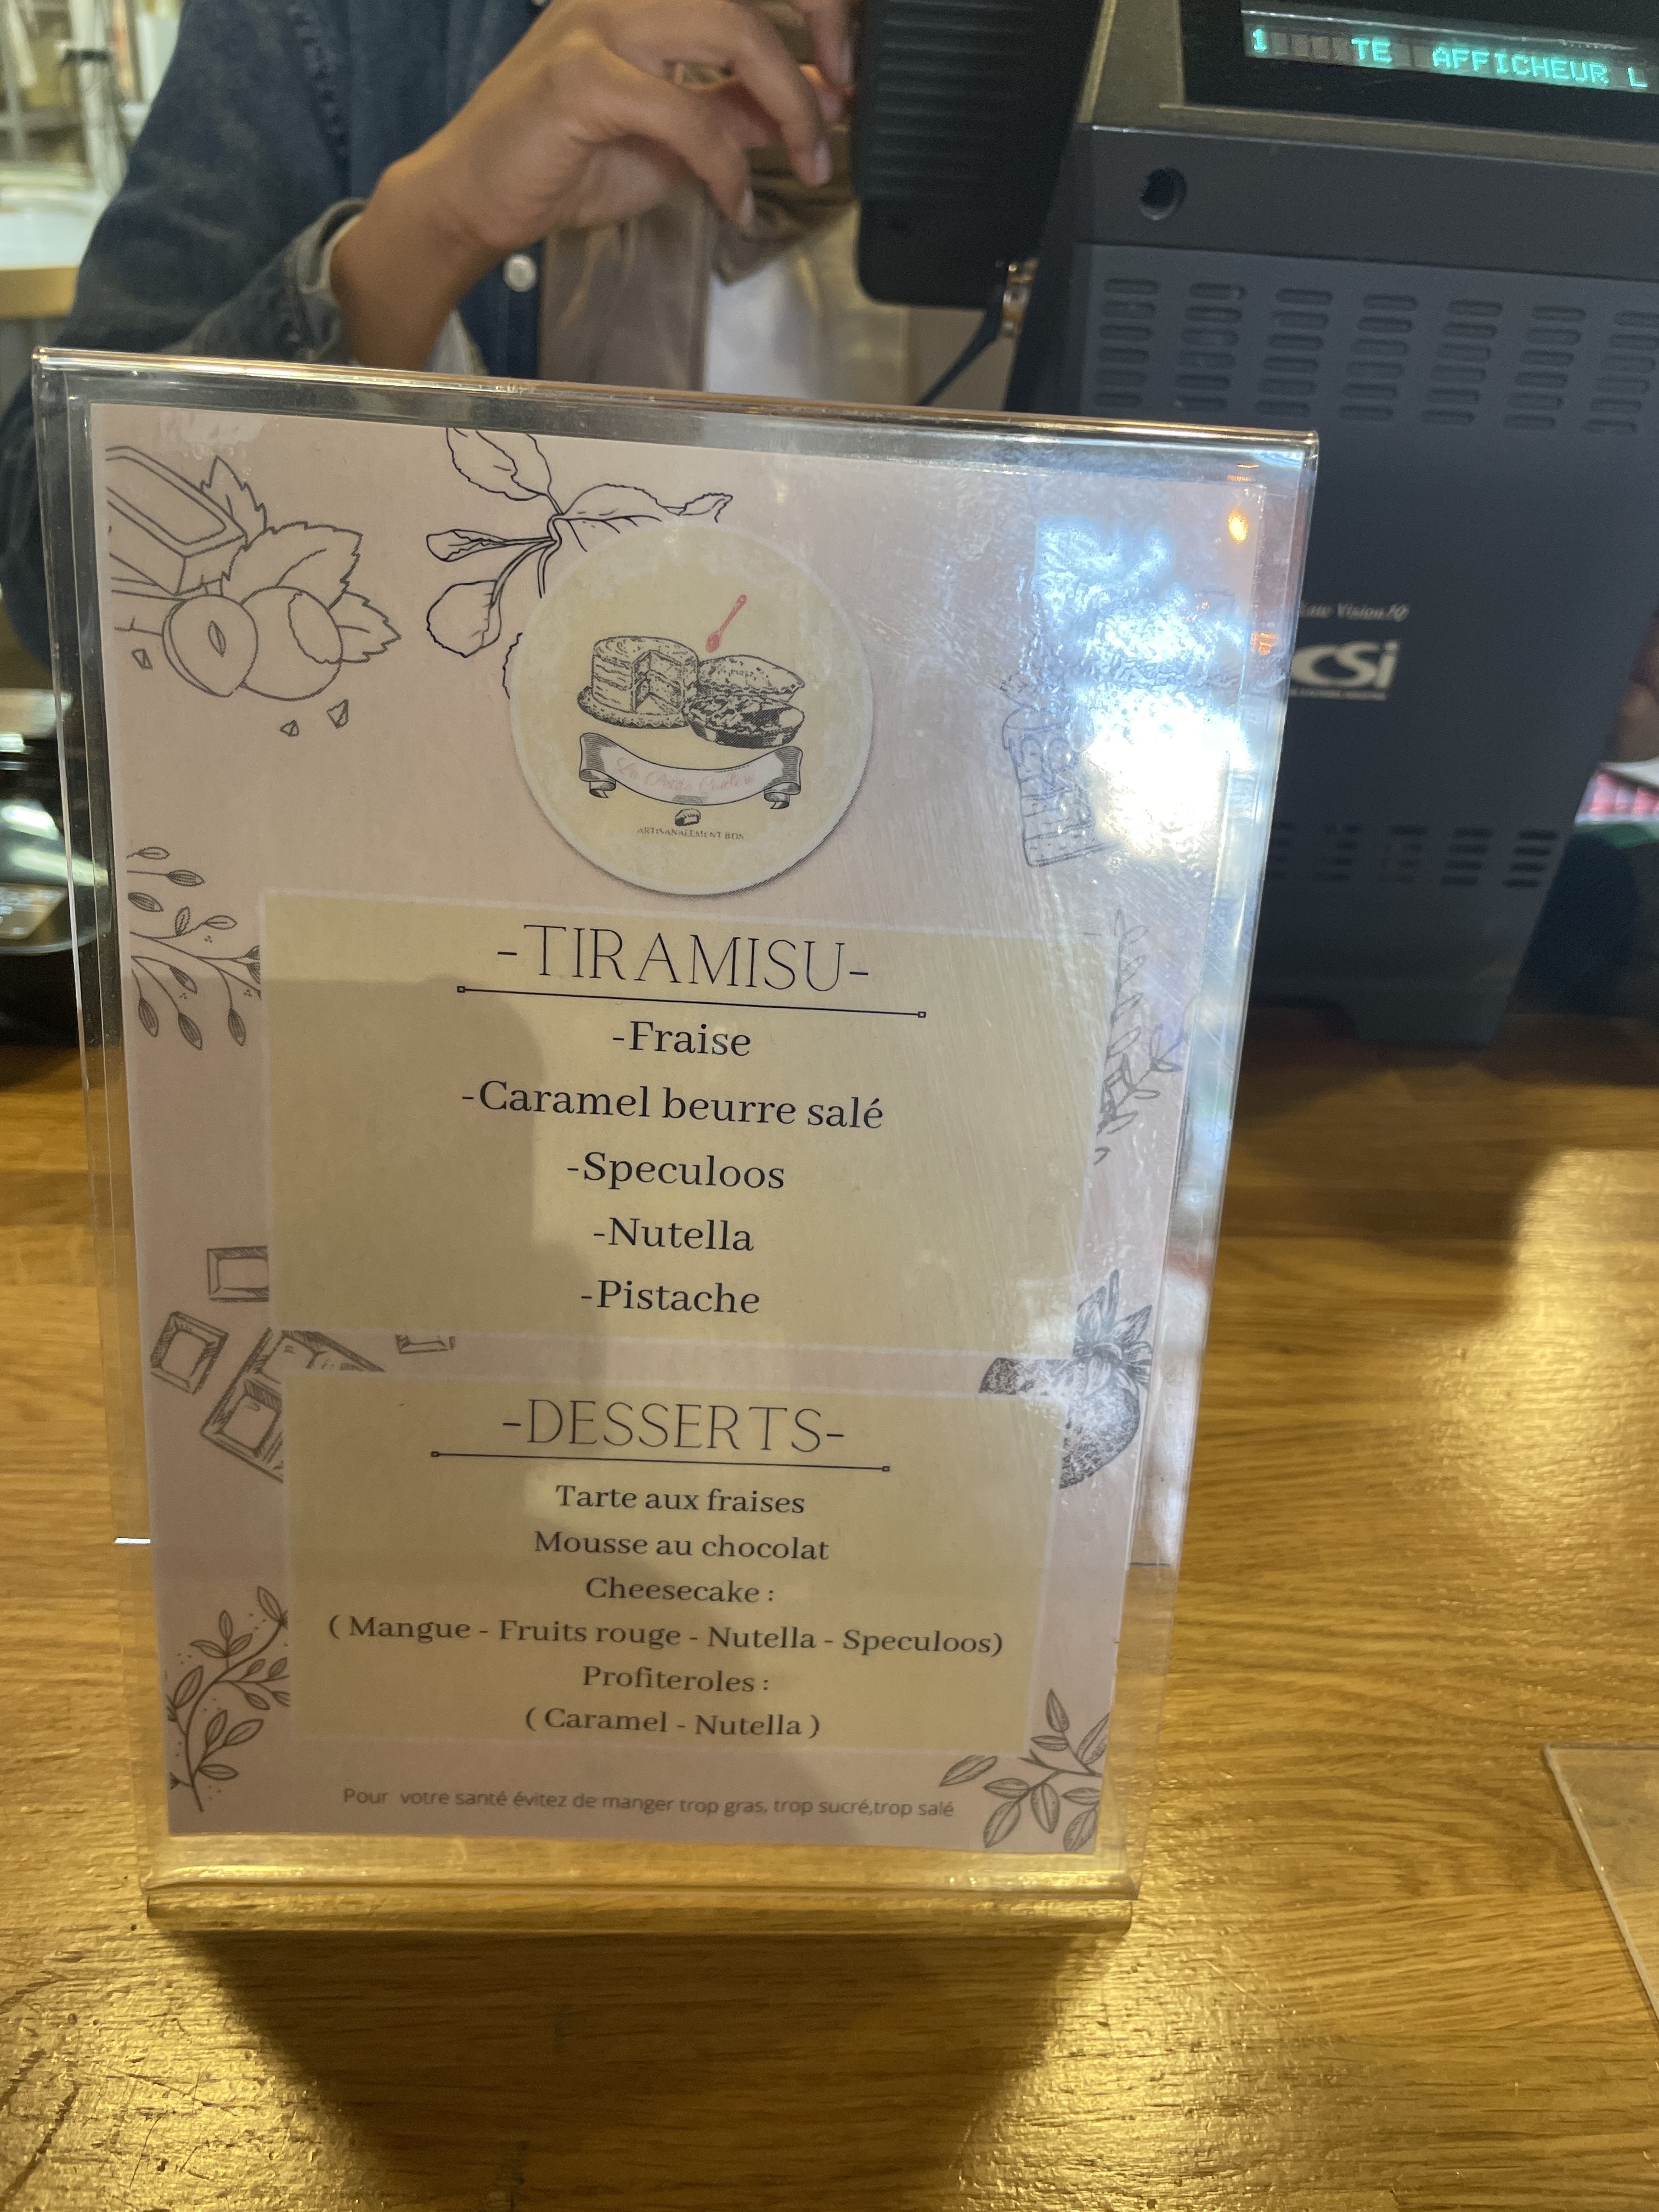 1 TE AFFICHEUR L
CSi
ARTISANALEMENT BON
-TIRAMISU-
-Fraise
-Caramel beurre salé
-Speculoos
-Nutella
-Pistache
-DESSERTS-
Tarte aux fraises
Mousse au chocolat
Cheesecake :
( Mangue - Fruits rouge - Nutella - Speculoos)
Profiteroles :
( Caramel - Nutella )
Pour votre santé évitez de manger trop gras, trop sucré,trop salé